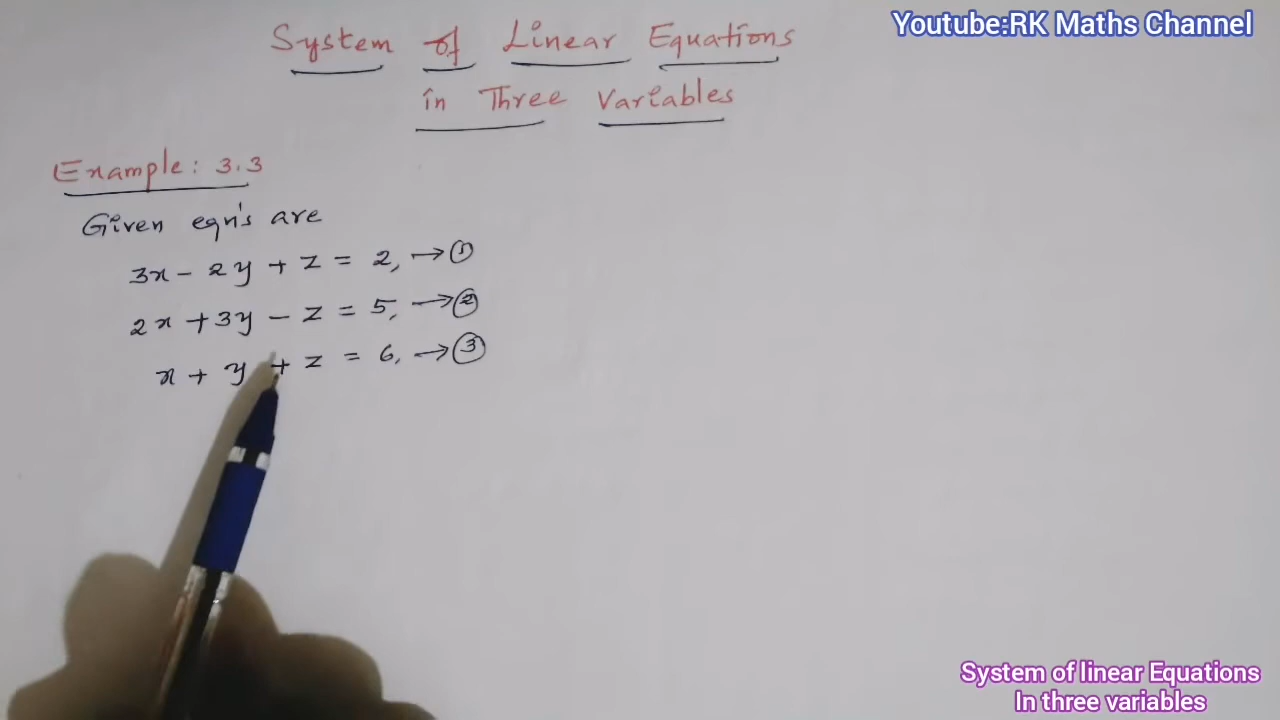 Youtube:RK Maths Channel
System of Linear Equations
in Three Variables
Example: 3.3
Given eqn's are
3x - 2y + z = 2, → ①
2x + 3y - z = 5, → ②
x + y + z = 6, → ③
System of linear Equations
In three variables